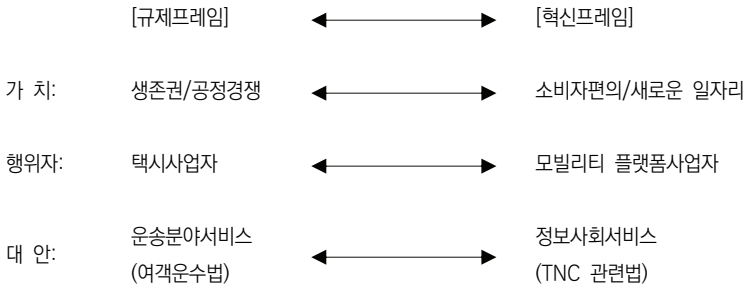 [규제프레임] [혁신프레임]
가 치: 생존권/공정경쟁 소비자편의/새로운 일자리
행위자: 택시사업자 모빌리티 플랫폼사업자
대 안: 운송분야서비스 정보사회서비스
(여객운수법) (TNC 관련법)